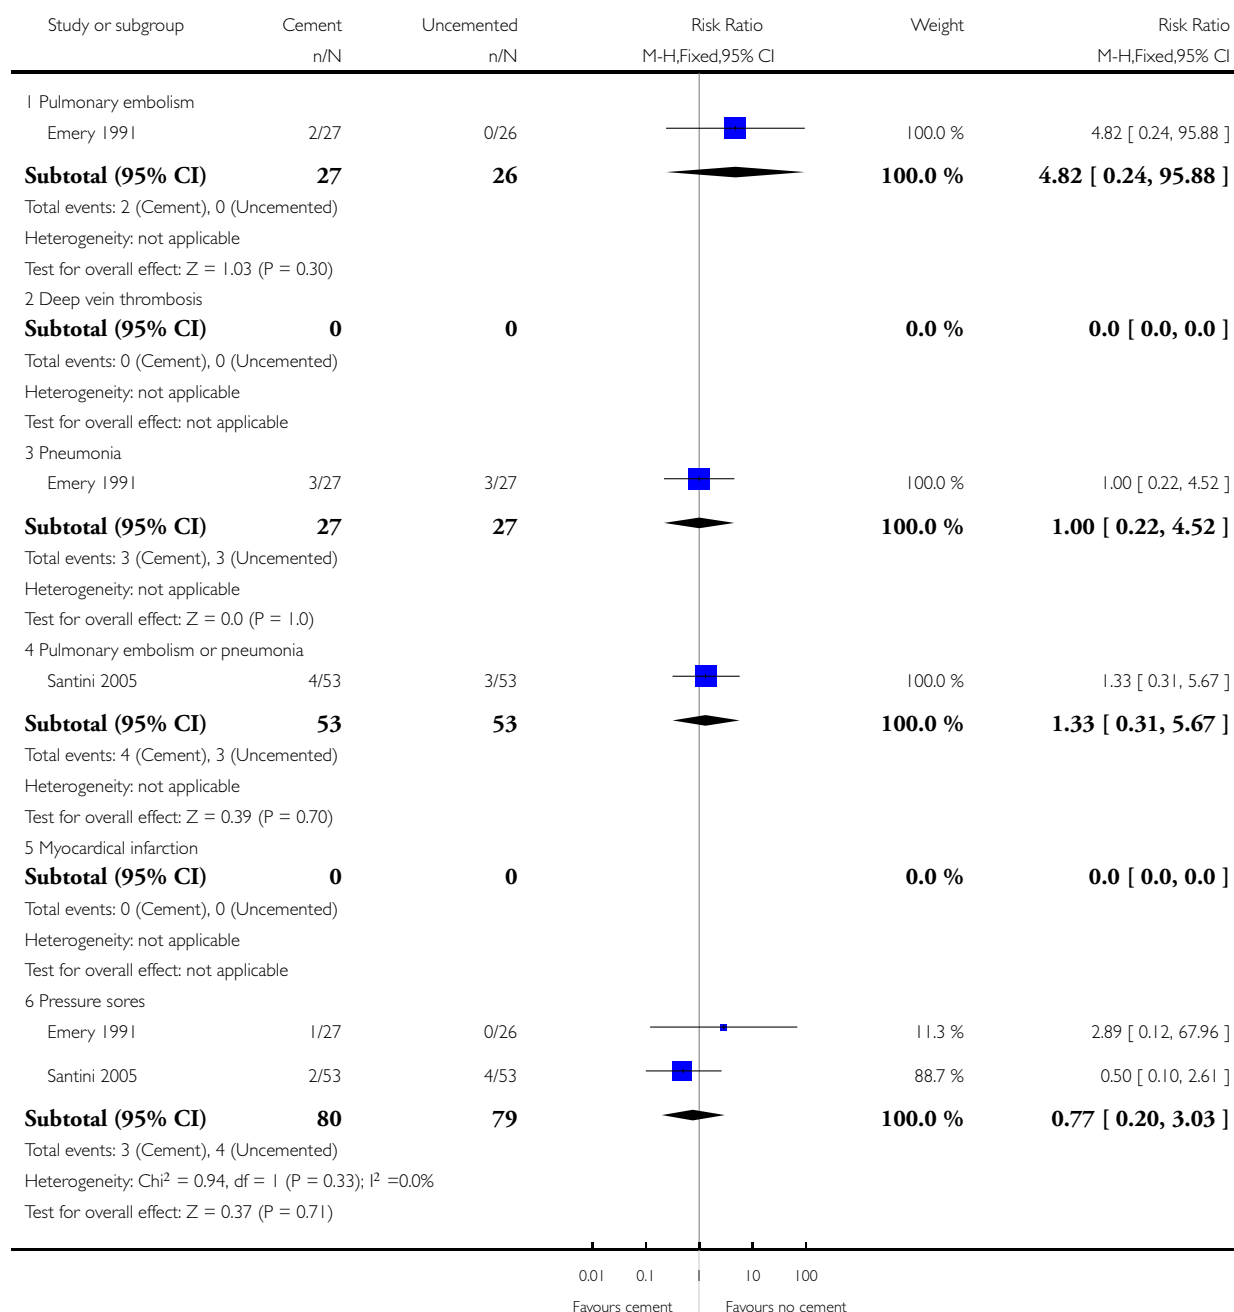 Study or subgroup Cement Uncemented Risk Ratio Weight Risk Ratio
n/N n/N M-H,Fixed,95% CI M-H,Fixed,95% CI
1 Pulmonary embolism
Emery 1991 2/27 0/26 100.0 % 4.82 [ 0.24, 95.88 ]
Subtotal (95% CI) 27 26 100.0 % 4.82 [ 0.24, 95.88 ]
Total events: 2 (Cement), 0 (Uncemented)
Heterogeneity: not applicable
Test for overall effect: Z = 1.03 (P = 0.30)
2 Deep vein thrombosis
Subtotal (95% CI) 0 0 0.0 % 0.0 [ 0.0, 0.0 ]
Total events: 0 (Cement), 0 (Uncemented)
Heterogeneity: not applicable
Test for overall effect: not applicable
3 Pneumonia
Emery 1991 3/27 3/27 100.0 % 1.00 [ 0.22, 4.52 ]
Subtotal (95% CI) 27 27 100.0 % 1.00 [ 0.22, 4.52 ]
Total events: 3 (Cement), 3 (Uncemented)
Heterogeneity: not applicable
Test for overall effect: Z = 0.0 (P = 1.0)
4 Pulmonary embolism or pneumonia
Santini 2005 4/53 3/53 100.0 % 1.33 [ 0.31, 5.67 ]
Subtotal (95% CI) 53 53 100.0 % 1.33 [ 0.31, 5.67 ]
Total events: 4 (Cement), 3 (Uncemented)
Heterogeneity: not applicable
Test for overall effect: Z = 0.39 (P = 0.70)
5 Myocardical infarction
Subtotal (95% CI) 0 0 0.0 % 0.0 [ 0.0, 0.0 ]
Total events: 0 (Cement), 0 (Uncemented)
Heterogeneity: not applicable
Test for overall effect: not applicable
6 Pressure sores
Emery 1991 1/27 0/26 11.3 % 2.89 [ 0.12, 67.96 ]
Santini 2005 2/53 4/53 88.7 % 0.50 [ 0.10, 2.61 ]
Subtotal (95% CI) 80 79 100.0 % 0.77 [ 0.20, 3.03 ]
Total events: 3 (Cement), 4 (Uncemented)
Heterogeneity: Chi² = 0.94, df = 1 (P = 0.33); I² =0.0%
Test for overall effect: Z = 0.37 (P = 0.71)
0.01 0.1 1 10 100
Favours cement Favours no cement